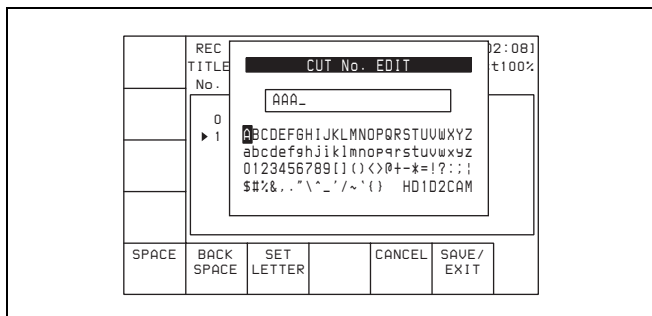 REC 02:08]
CUT No. EDIT
TITLE t100%
No.
AAA_
0
▶ 1
ABCDEFGHIJKLMNOPQRSTUVWXYZ
abcdefghjiklmnopqrstuvwxyz
0123456789[]()<>@+-*=!?:;¦
$#%&,."\^_'/~`{} HD1D2CAM
SPACE BACK SET CANCEL SAVE/
SPACE LETTER EXIT